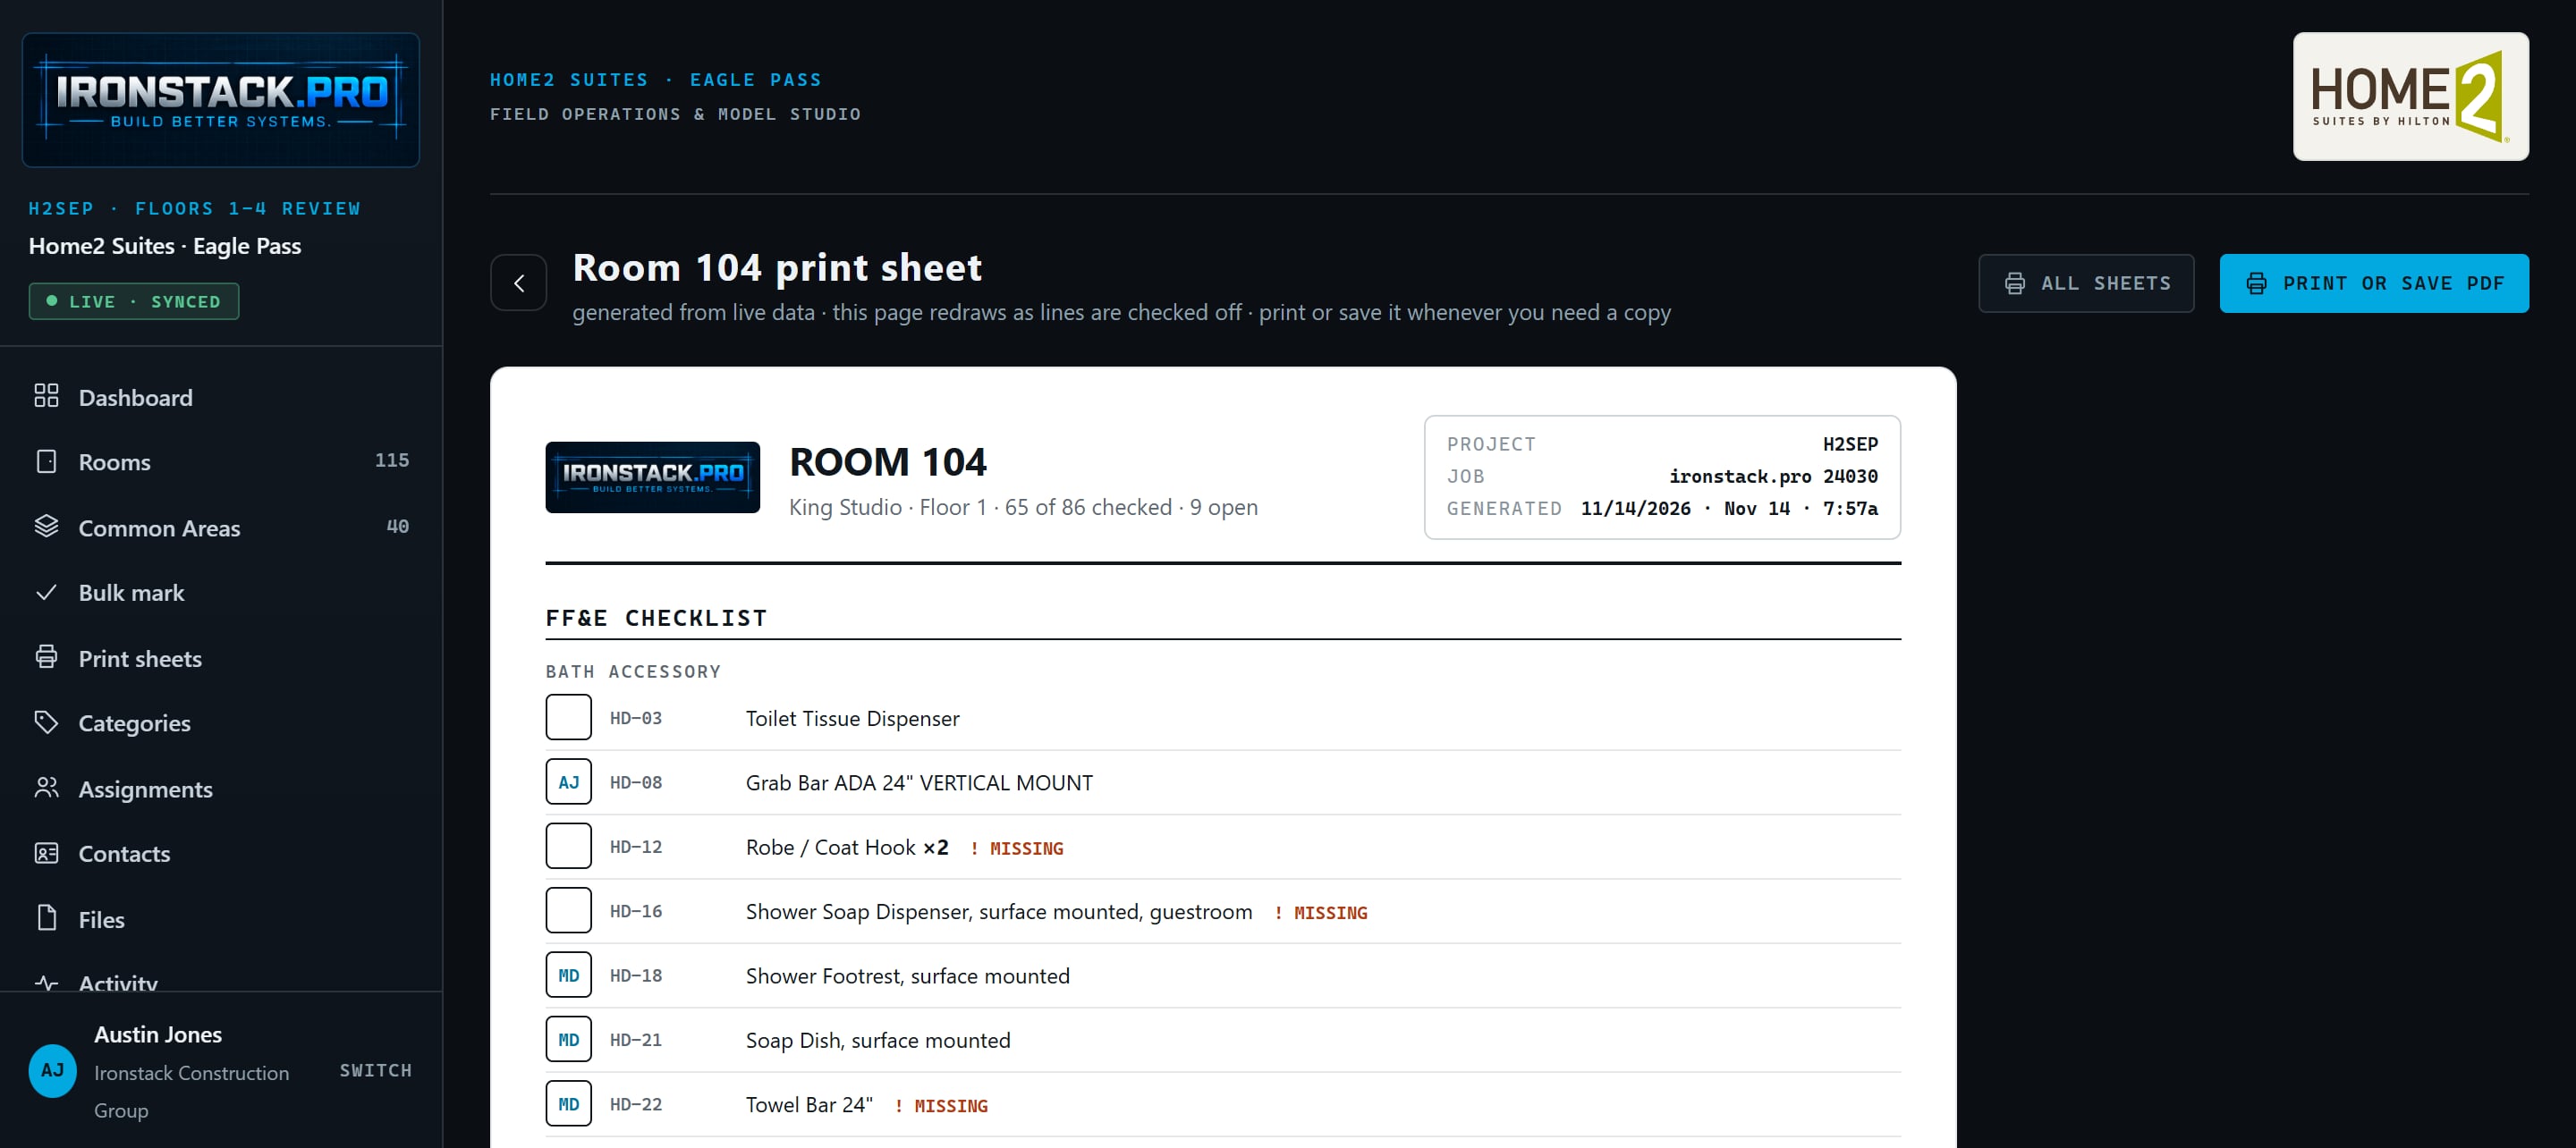 IRONSTACK.PRO
BUILD BETTER SYSTEMS.
H2SEP · FLOORS 1–4 REVIEW
Home2 Suites · Eagle Pass
LIVE · SYNCED
Dashboard
Rooms 115
Common Areas 40
Bulk mark
Print sheets
Categories
Assignments
Contacts
Files
Activity
AJ
Austin Jones
Ironstack Construction
Group
SWITCH
HOME2 SUITES · EAGLE PASS
FIELD OPERATIONS & MODEL STUDIO
HOME2
SUITES BY HILTON
®
Room 104 print sheet
generated from live data · this page redraws as lines are checked off · print or save it whenever you need a copy
ALL SHEETS
PRINT OR SAVE PDF
IRONSTACK.PRO
BUILD BETTER SYSTEMS.
ROOM 104
King Studio · Floor 1 · 65 of 86 checked · 9 open
PROJECT H2SEP
JOB ironstack.pro 24030
GENERATED 11/14/2026 · Nov 14 · 7:57a
FF&E CHECKLIST
BATH ACCESSORY
HD-03 Toilet Tissue Dispenser
AJ HD-08 Grab Bar ADA 24" VERTICAL MOUNT
HD-12 Robe / Coat Hook ×2 ! MISSING
HD-16 Shower Soap Dispenser, surface mounted, guestroom ! MISSING
MD HD-18 Shower Footrest, surface mounted
MD HD-21 Soap Dish, surface mounted
MD HD-22 Towel Bar 24" ! MISSING